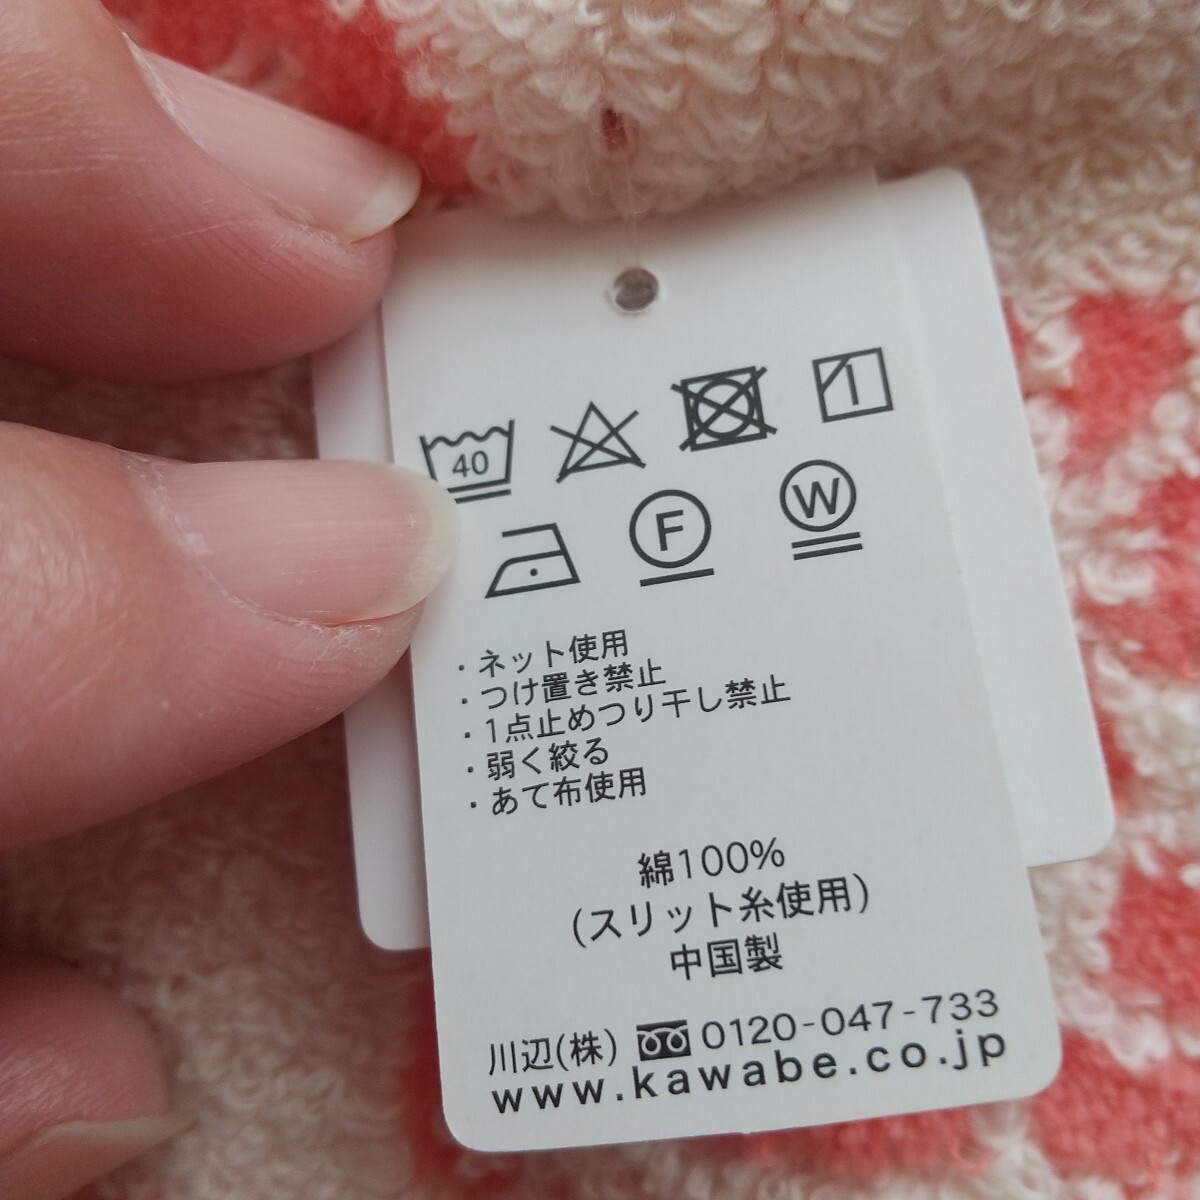 40
F W
・ネット使用
・つけ置き禁止
・1点止めつり干し禁止
・弱く絞る
・あて布使用
綿100%
(スリット糸使用)
中国製
川辺(株) 0120-047-733
www.kawabe.co.jp